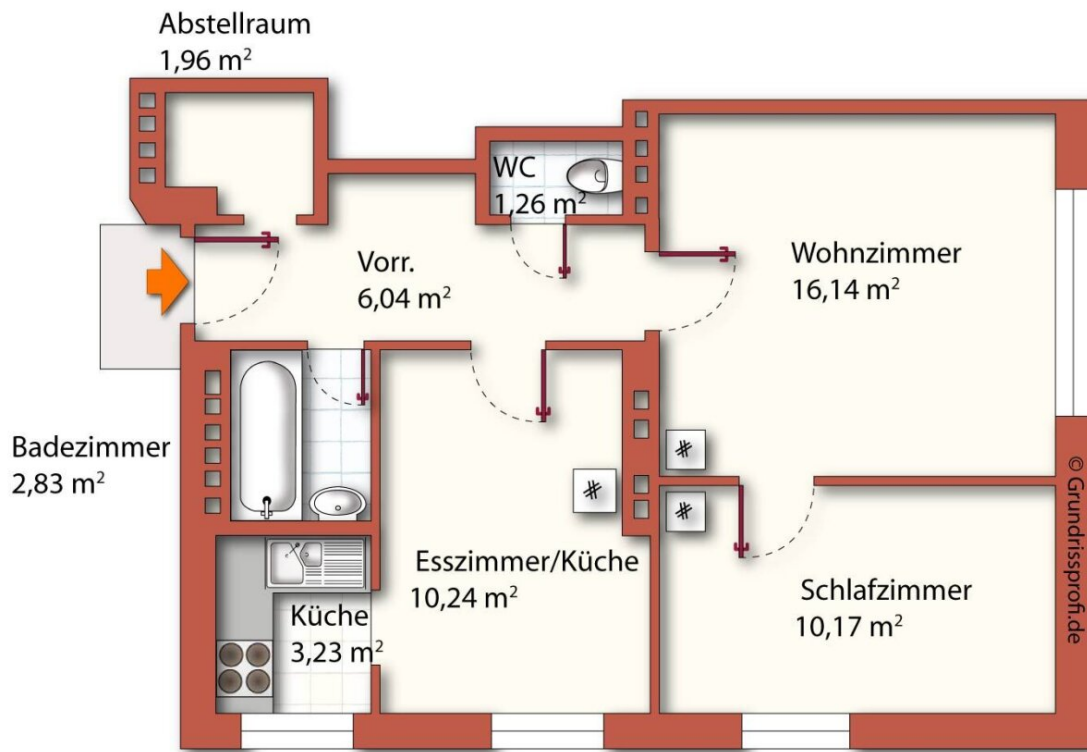 Abstellraum
1,96 m²
WC
1,26 m²
Vorr.
6,04 m²
Wohnzimmer
16,14 m²
Badezimmer
2,83 m²
Esszimmer/Küche
10,24 m²
Küche
3,23 m²
Schlafzimmer
10,17 m²
© Grundrissprofi.de